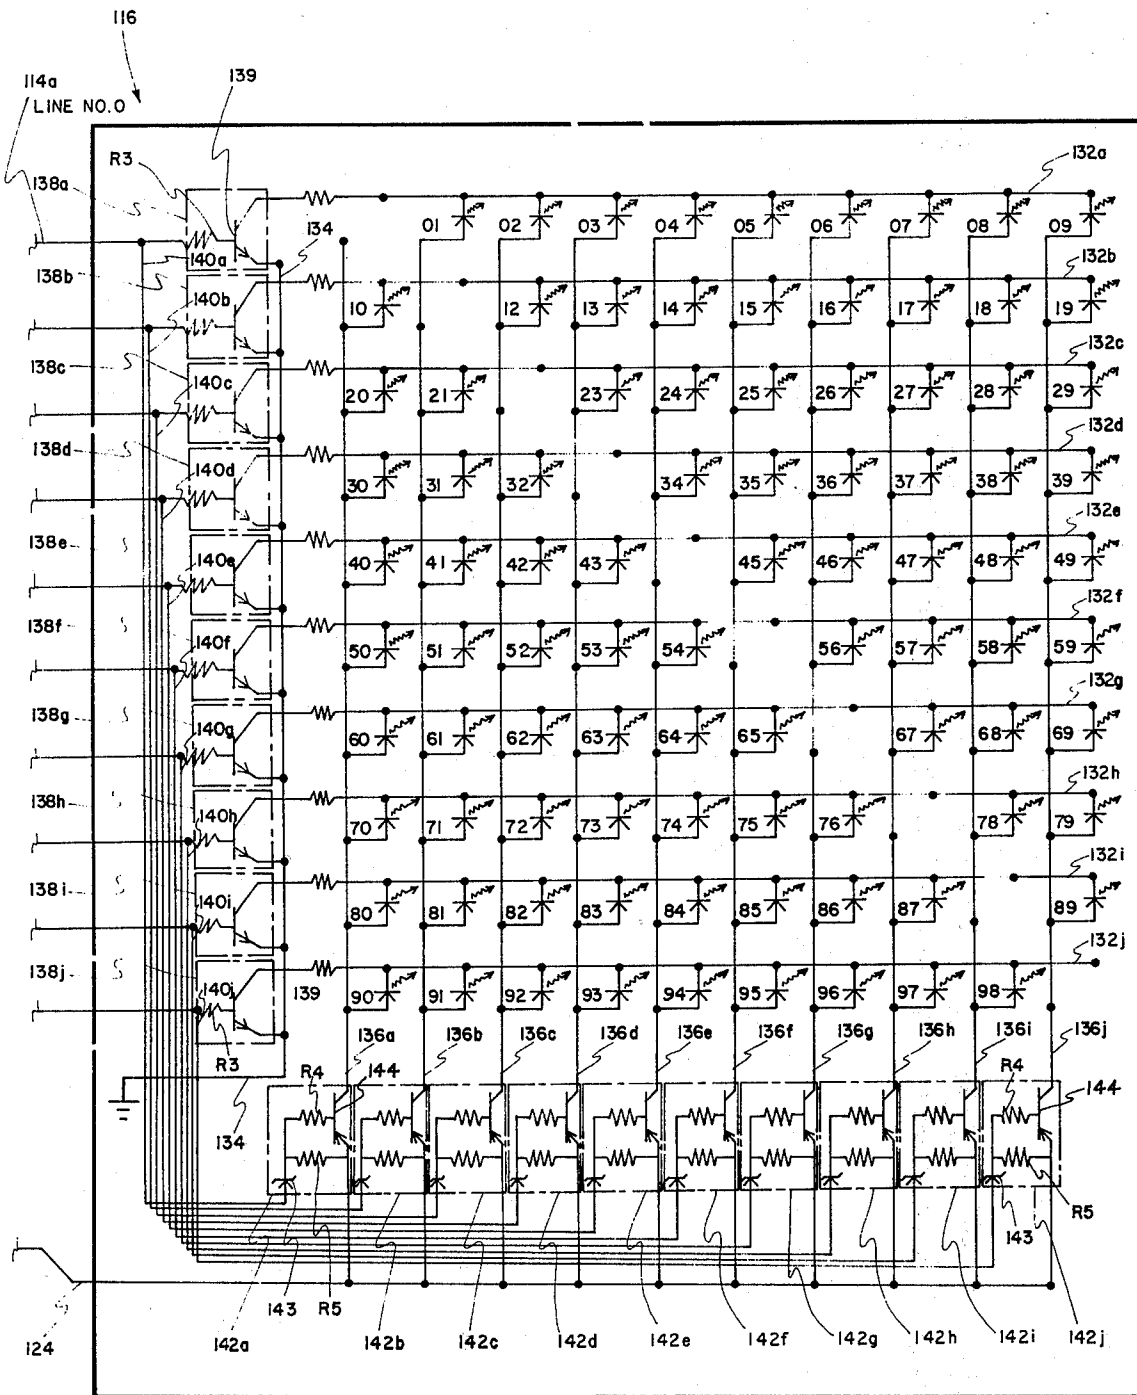 116
114a
LINE NO.0
139
R3
138a
134
132a
01 02 03 04 05 06 07 08 09
140a
138b
132b
140b
10 12 13 14 15 16 17 18 19
138c
132c
140c
20 21 23 24 25 26 27 28 29
138d
132d
140d
30 31 32 34 35 36 37 38 39
138e
132e
140e
40 41 42 43 45 46 47 48 49
138f
132f
140f
50 51 52 53 54 56 57 58 59
138g
132g
140g
60 61 62 63 64 65 67 68 69
138h
132h
140h
70 71 72 73 74 75 76 78 79
138i
132i
140i
80 81 82 83 84 85 86 87 89
138j
132j
140j
139
90 91 92 93 94 95 96 97 98
R3
136a 136b 136c 136d 136e 136f 136g 136h 136i 136j
R4 144 R4 144
134
R5
143
143 R5
124 142a 142b 142c 142d 142e 142f 142g 142h 142i 142j